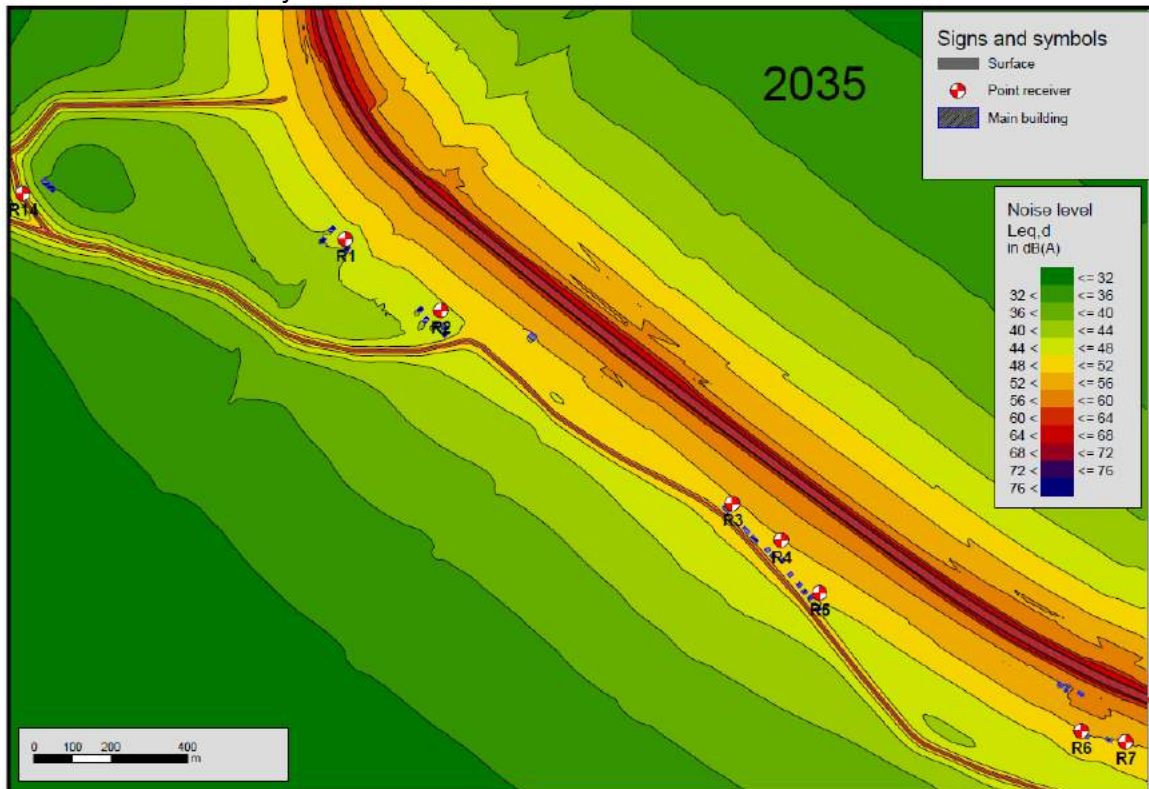 2035
Signs and symbols
Surface
Point receiver
Main building
Noise level
Leq,d
in dB(A)
<= 32
32 < <= 36
36 < <= 40
40 < <= 44
44 < <= 48
48 < <= 52
52 < <= 56
56 < <= 60
60 < <= 64
64 < <= 68
68 < <= 72
72 < <= 76
76 <
R14
R1
R2
R3
R4
R5
R6
R7
0 100 200 400
m